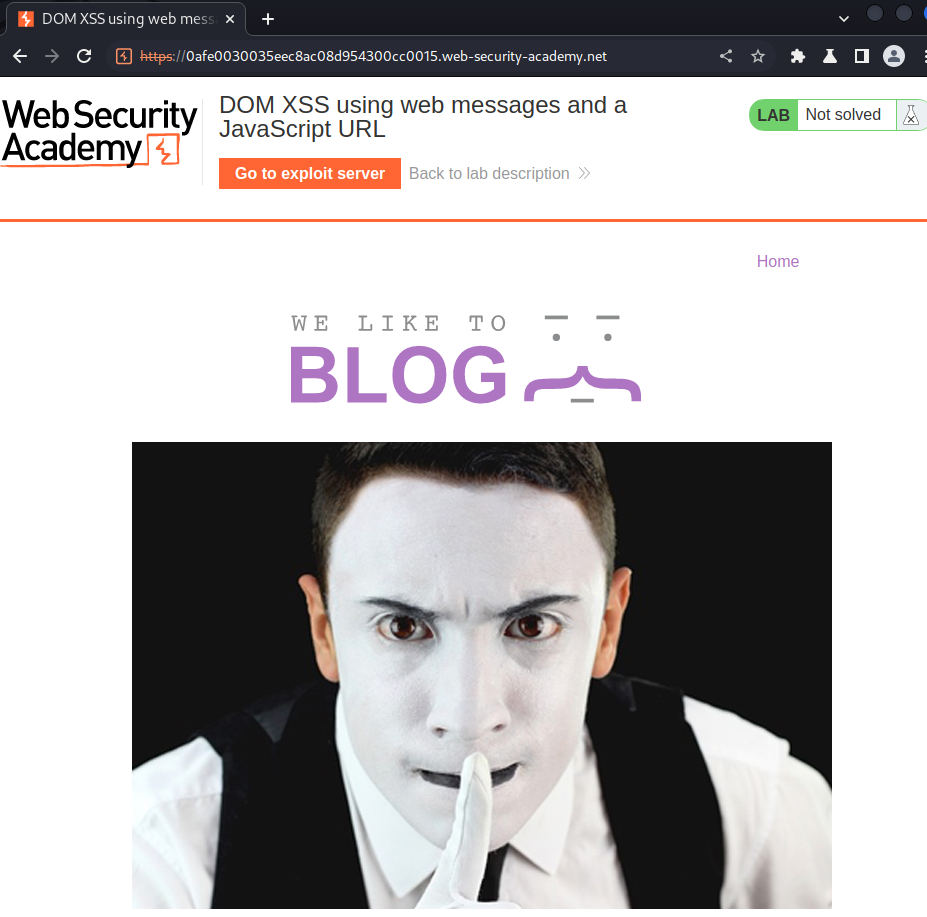 DOM XSS using web mess
https://0afe0030035eec8ac08d954300cc0015.web-security-academy.net
Web Security
Academy
DOM XSS using web messages and a
JavaScript URL
LAB Not solved
Go to exploit server Back to lab description
Home
WE LIKE TO
BLOG